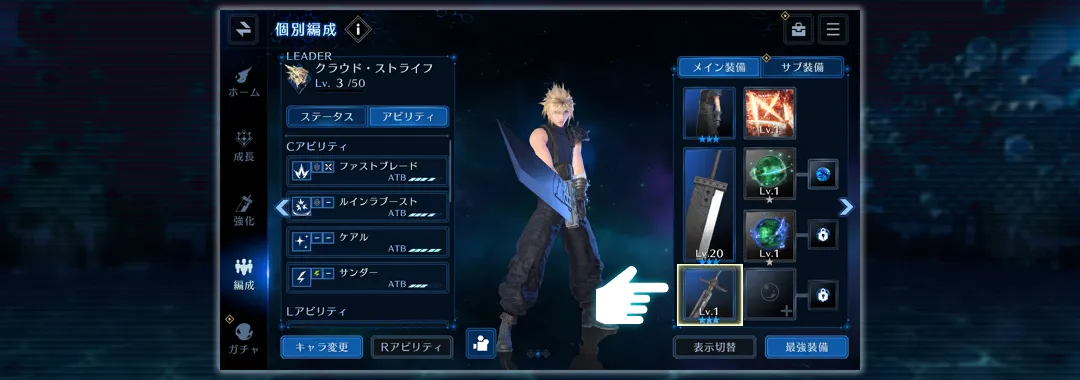 個別編成
i
ホーム
成長
強化
編成
ガチャ
LEADER
クラウド・ストライフ
Lv. 3 /50
ステータス
アビリティ
Cアビリティ
ファストブレード
ATB
ルインラブースト
ATB
ケアル
ATB
サンダー
ATB
Lアビリティ
キャラ変更
Rアビリティ
メイン装備
サブ装備
Lv.1
Lv.20
Lv.1
Lv.1
Lv.1
表示切替
最強装備